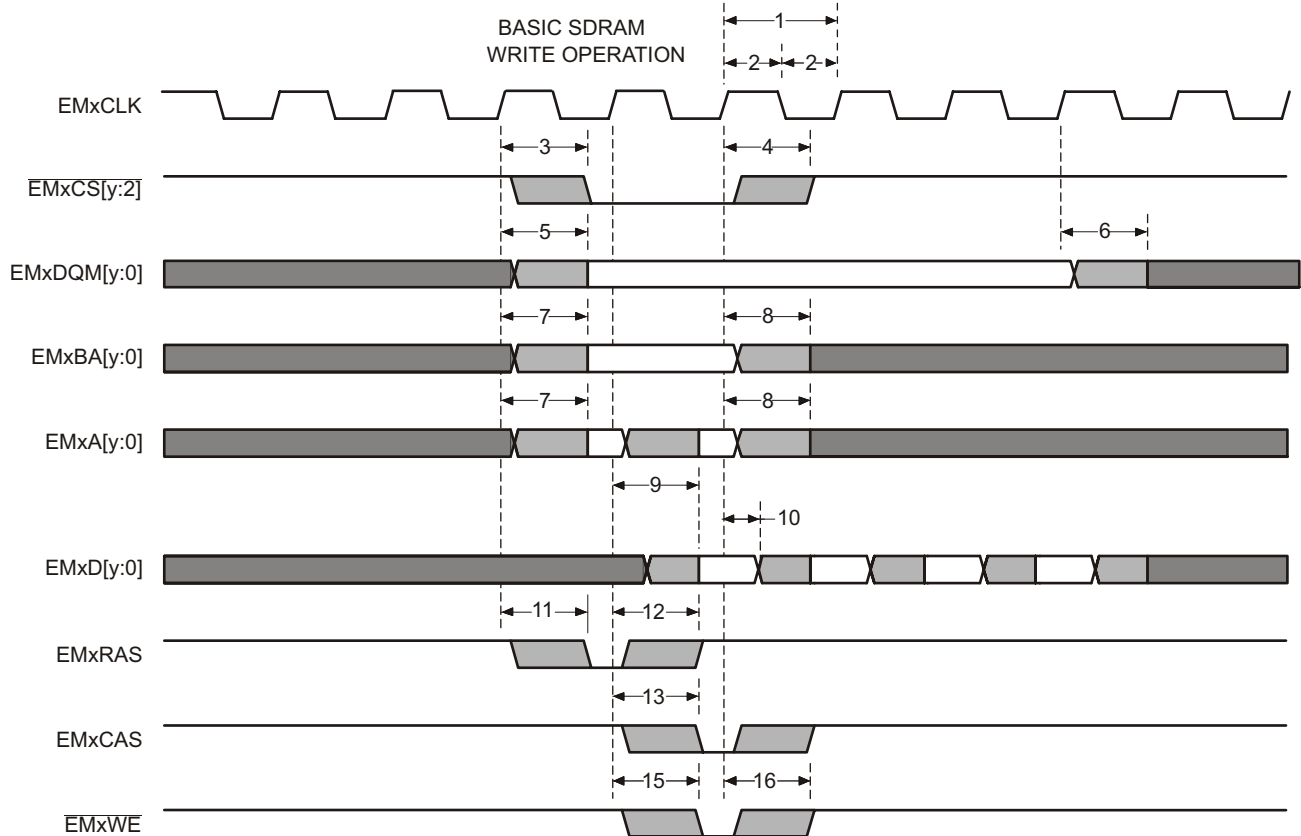 BASIC SDRAM
WRITE OPERATION
1
2 2
EMxCLK
3 4
EMxCS[y:2]
5 6
EMxDQM[y:0]
7 8
EMxBA[y:0]
7 8
EMxA[y:0]
9
10
EMxD[y:0]
11 12
EMxRAS
13
EMxCAS
15 16
EMxWE